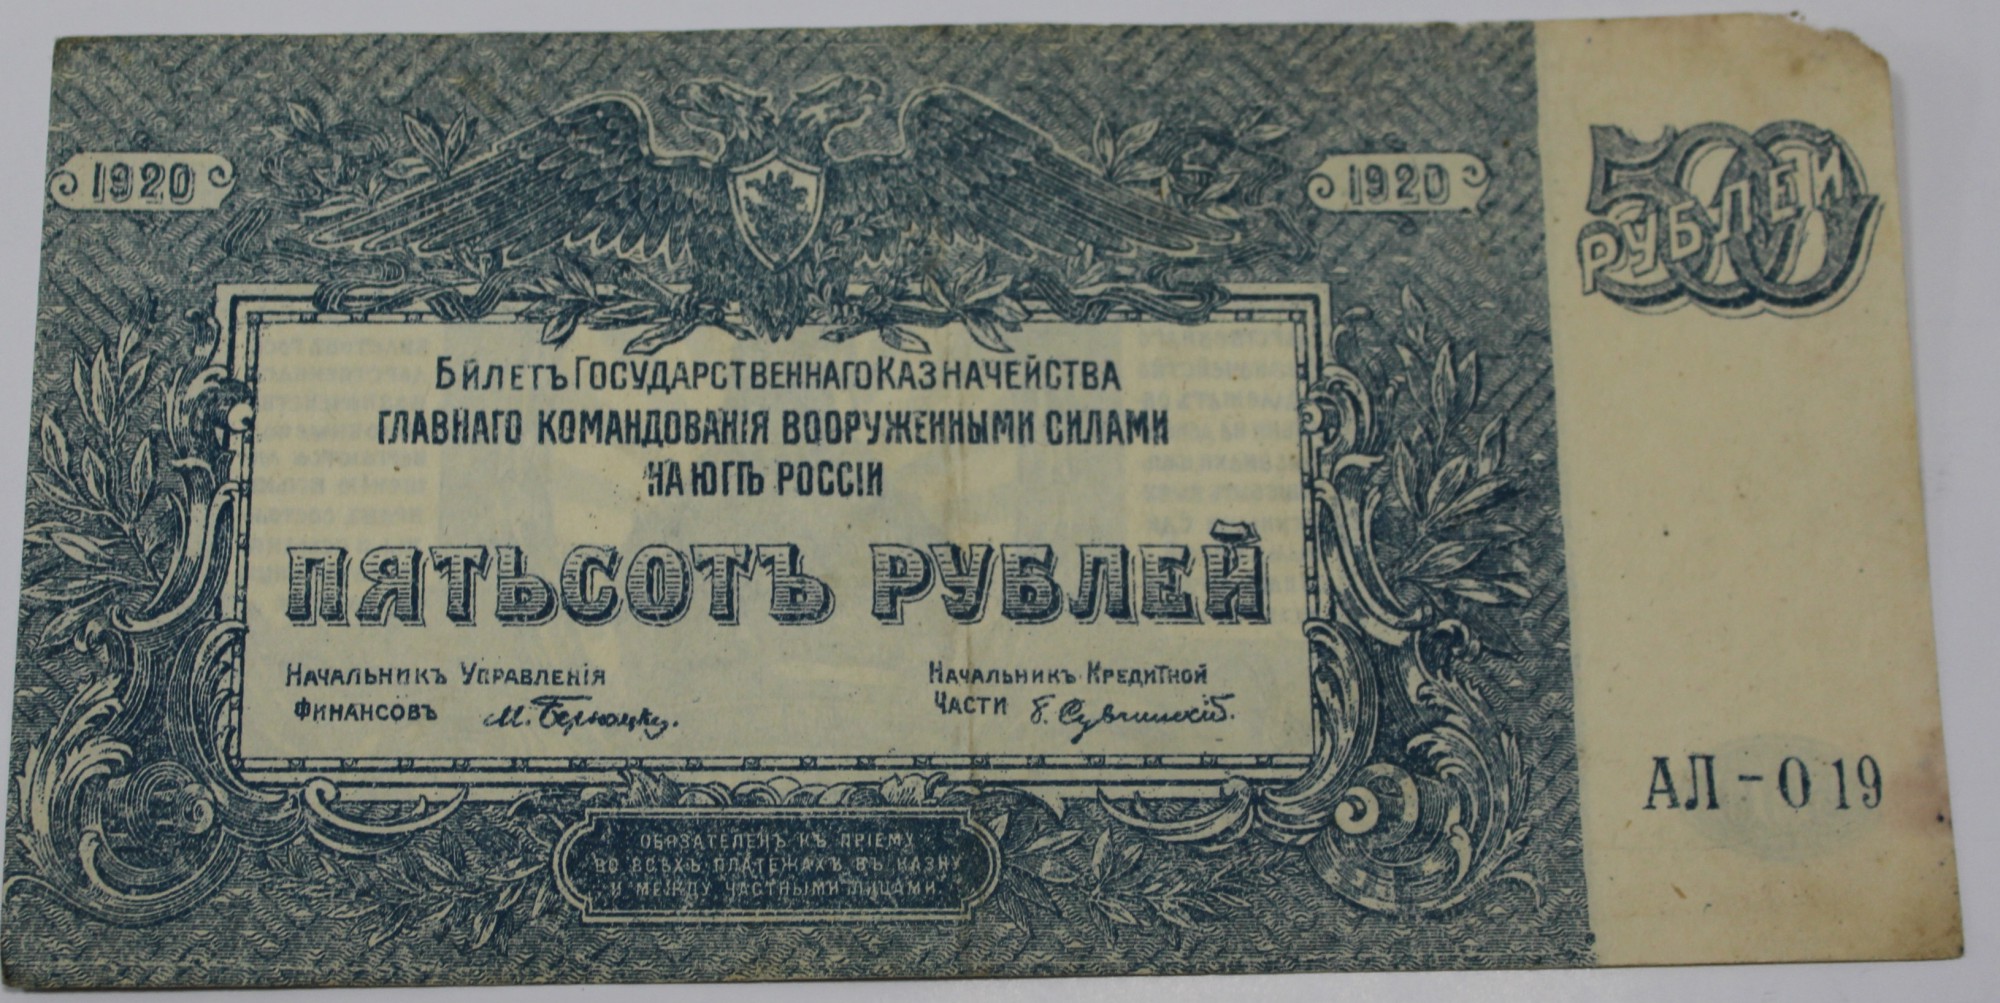 1920
1920
500
РУБЛЕЙ
БИЛЕТЪ ГОСУДАРСТВЕННАГО КАЗНАЧЕЙСТВА
ГЛАВНАГО КОМАНДОВАНІЯ ВООРУЖЕННЫМИ СИЛАМИ
НА ЮГѢ РОССІИ
ПЯТЬСОТЪ РУБЛЕЙ
НАЧАЛЬНИКЪ УПРАВЛЕНІЯ
ФИНАНСОВЪ М. Бернацкій.
НАЧАЛЬНИКЪ КРЕДИТНОЙ
ЧАСТИ
АЛ-019
ОБЯЗАТЕЛЕНЪ КЪ ПРІЕМУ
ВО ВСѢХЪ ПЛАТЕЖАХЪ ВЪ КАЗНУ
И МЕЖДУ ЧАСТНЫМИ ЛИЦАМИ.